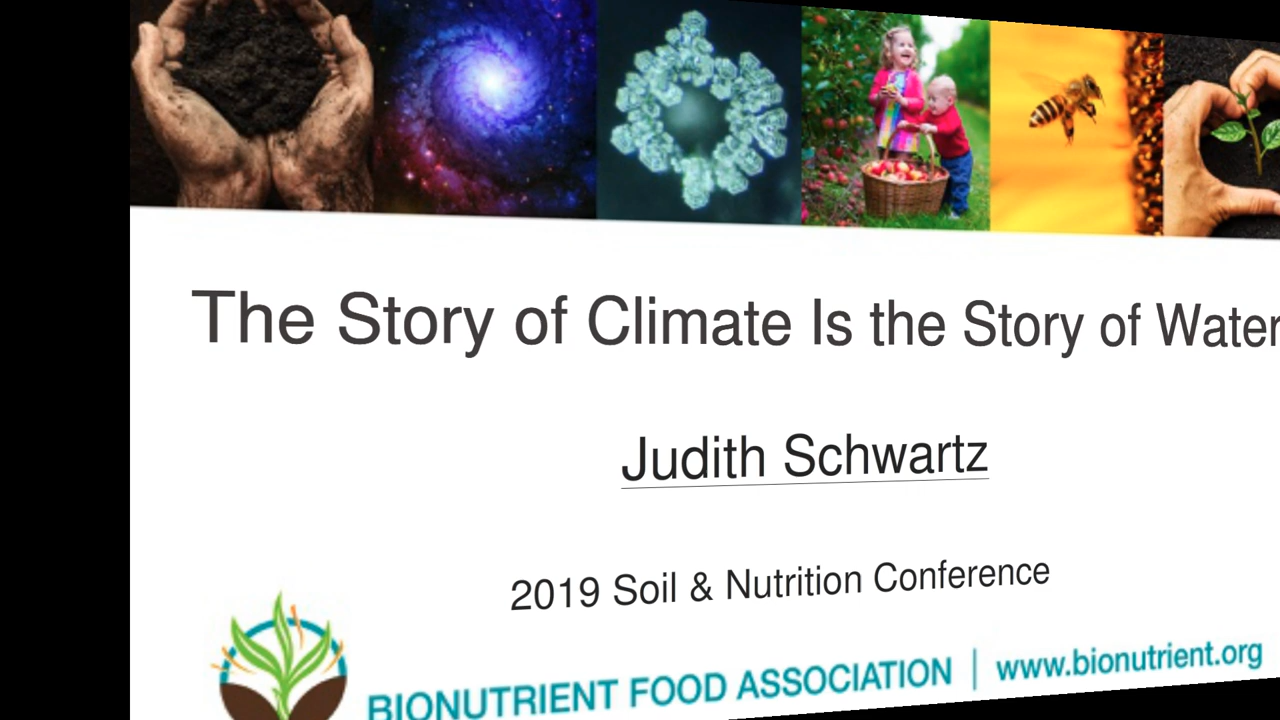 The Story of Climate Is the Story of Water
Judith Schwartz
2019 Soil & Nutrition Conference
BIONUTRIENT FOOD ASSOCIATION | www.bionutrient.org